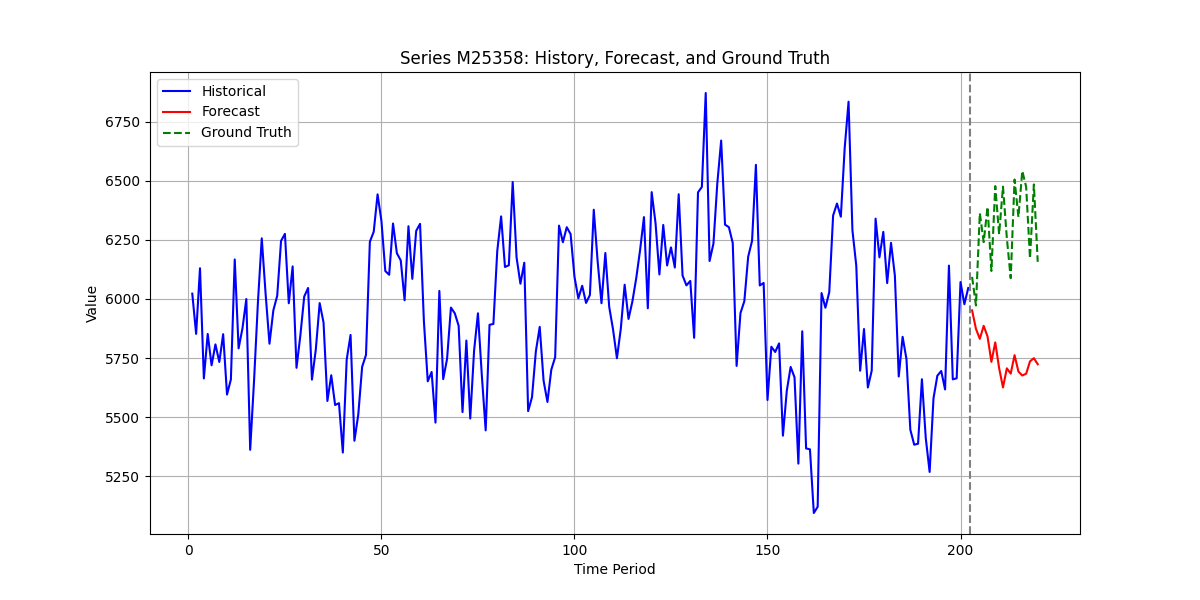 Series M25358: History, Forecast, and Ground Truth
Historical
Forecast
Ground Truth
6750
6500
6250
6000
5750
5500
5250
Value
0 50 100 150 200
Time Period